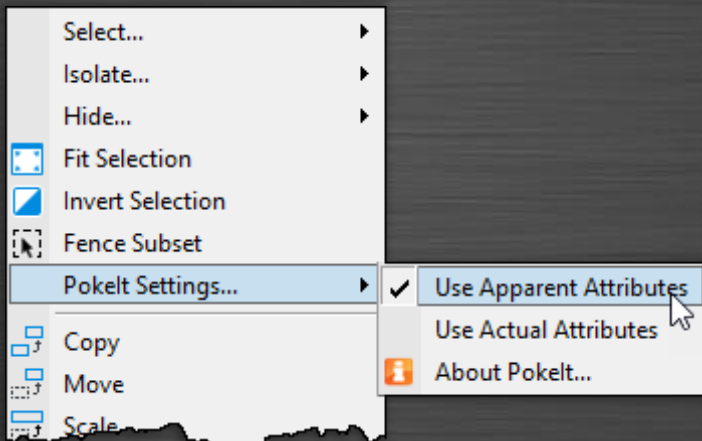 Select...
Isolate...
Hide...
Fit Selection
Invert Selection
Fence Subset
PokeIt Settings...
Use Apparent Attributes
Use Actual Attributes
About PokeIt...
Copy
Move
Scale